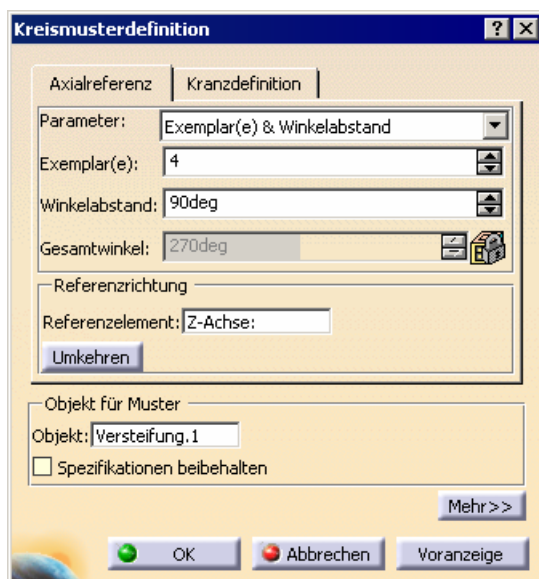 Kreismusterdefinition
Axialreferenz Kranzdefinition
Parameter: Exemplar(e) & Winkelabstand
Exemplar(e): 4
Winkelabstand: 90deg
Gesamtwinkel: 270deg
Referenzrichtung
Referenzelement: Z-Achse:
Umkehren
Objekt für Muster
Objekt: Versteifung.1
Spezifikationen beibehalten
Mehr>>
OK Abbrechen Voranzeige